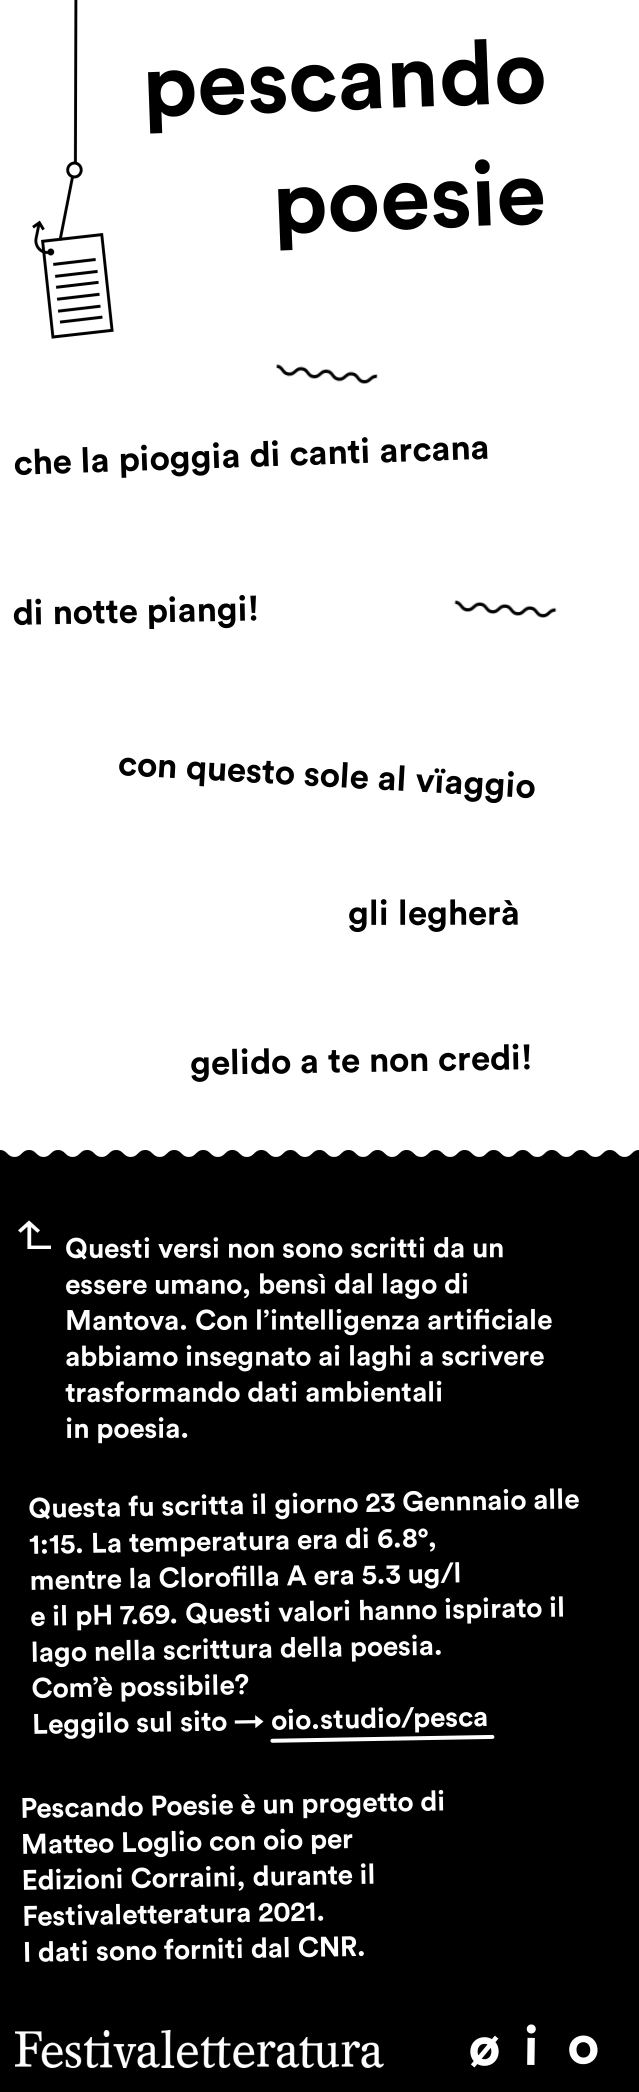 pescando
poesie
che la pioggia di canti arcana
di notte piangi!
con questo sole al vïaggio
gli legherà
gelido a te non credi!
Questi versi non sono scritti da un
essere umano, bensì dal lago di
Mantova. Con l’intelligenza artificiale
abbiamo insegnato ai laghi a scrivere
trasformando dati ambientali
in poesia.
Questa fu scritta il giorno 23 Gennnaio alle
1:15. La temperatura era di 6.8°,
mentre la Clorofilla A era 5.3 ug/l
e il pH 7.69. Questi valori hanno ispirato il
lago nella scrittura della poesia.
Com’è possibile?
Leggilo sul sito → oio.studio/pesca
Pescando Poesie è un progetto di
Matteo Loglio con oio per
Edizioni Corraini, durante il
Festivaletteratura 2021.
I dati sono forniti dal CNR.
Festivaletteratura øio